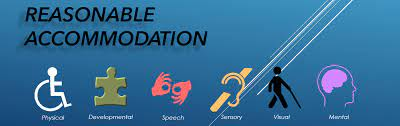 REASONABLE
ACCOMMODATION
Physical Developmental Speech Sensory Visual Mental